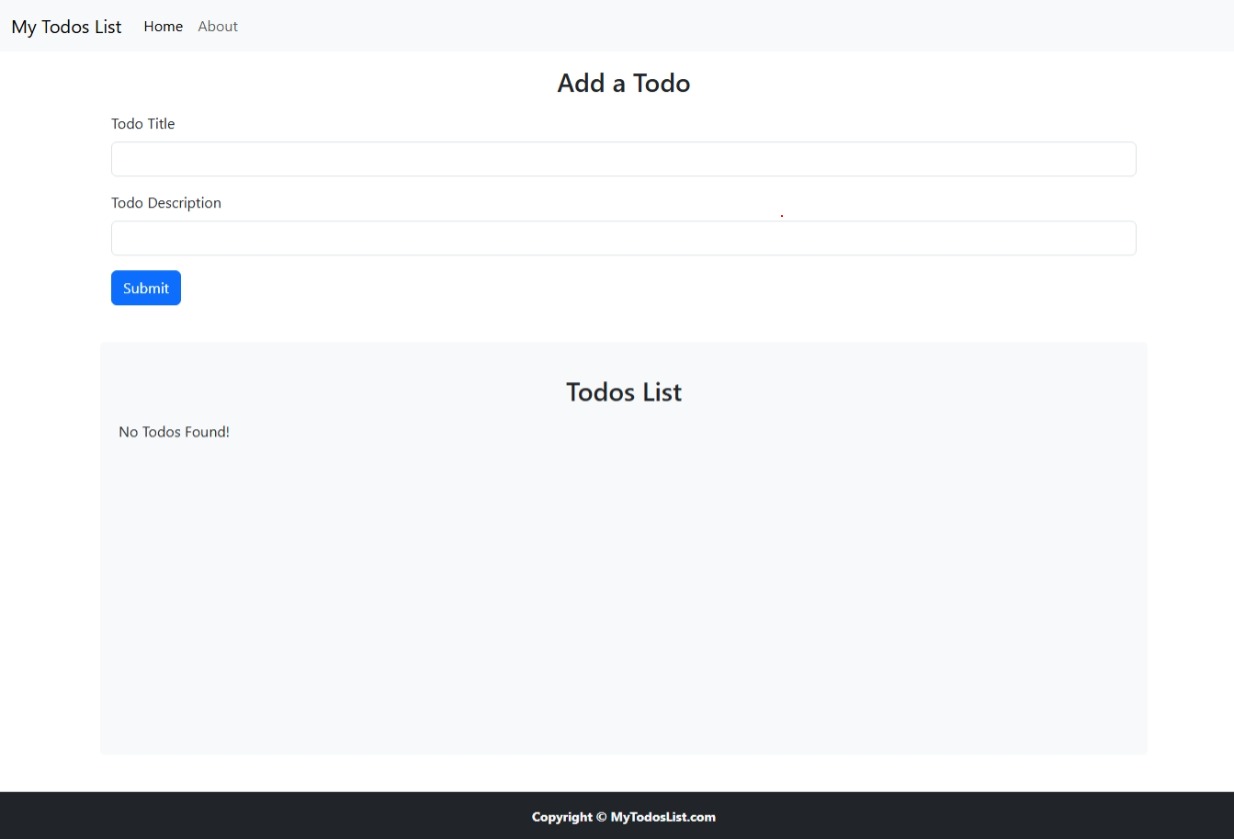 My Todos List Home About
Add a Todo
Todo Title
Todo Description
Submit
Todos List
No Todos Found!
Copyright © MyTodosList.com